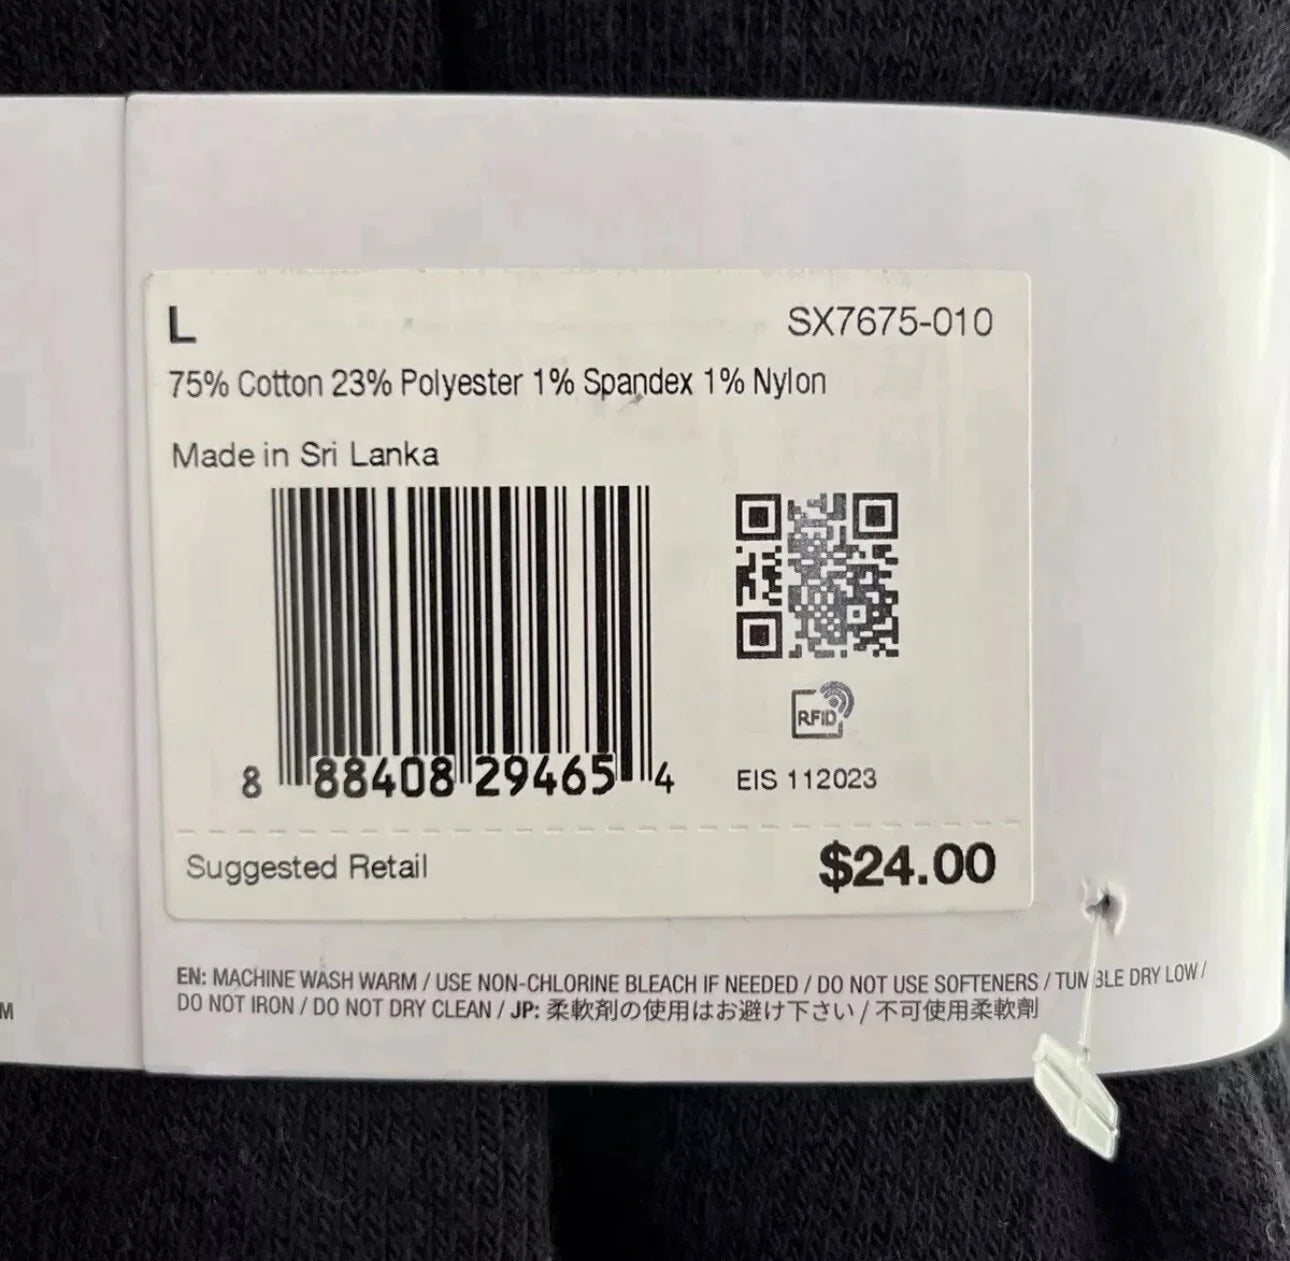 L
SX7675-010
75% Cotton 23% Polyester 1% Spandex 1% Nylon
Made in Sri Lanka
8 88408 29465 4
RFID
EIS 112023
Suggested Retail
$24.00
EN: MACHINE WASH WARM / USE NON-CHLORINE BLEACH IF NEEDED / DO NOT USE SOFTENERS / TUMBLE DRY LOW /
DO NOT IRON / DO NOT DRY CLEAN / JP: 柔軟剤の使用はお避け下さい / 不可使用柔軟劑
M